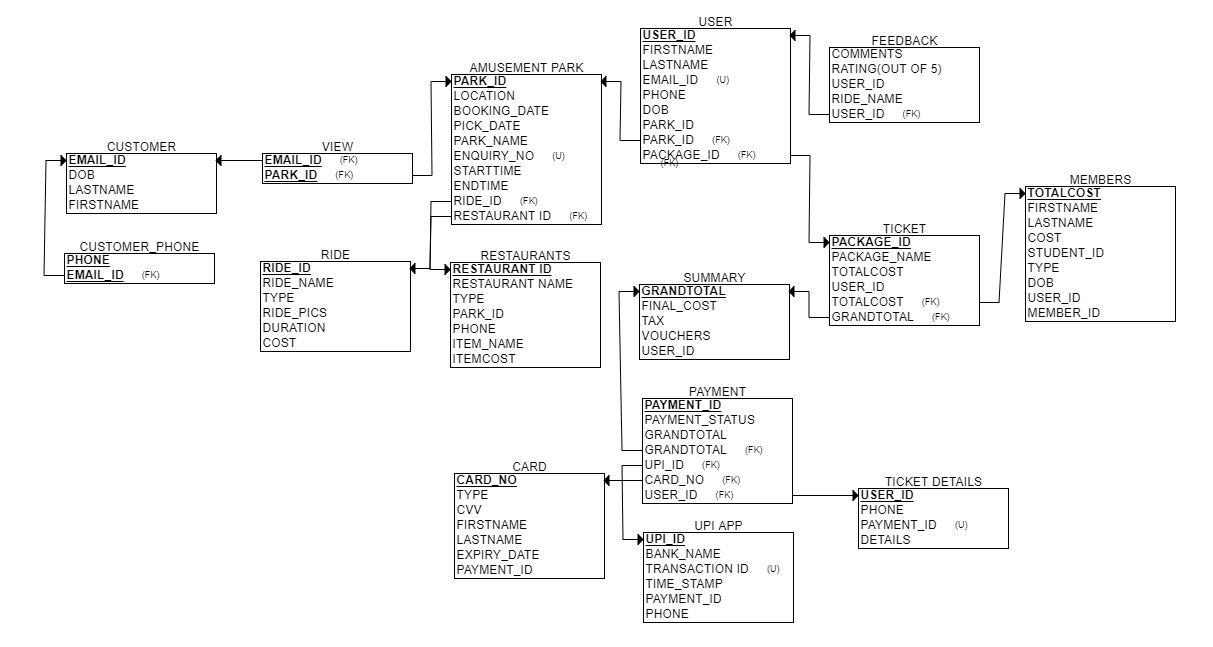 USER
USER_ID
FIRSTNAME
LASTNAME
EMAIL_ID (U)
PHONE
DOB
PARK_ID
PARK_ID (FK)
PACKAGE_ID (FK)
(FK)
FEEDBACK
COMMENTS
RATING(OUT OF 5)
USER_ID
RIDE_NAME
USER_ID (FK)
AMUSEMENT PARK
PARK_ID
LOCATION
BOOKING_DATE
PICK_DATE
PARK_NAME
ENQUIRY_NO (U)
STARTTIME
ENDTIME
RIDE_ID (FK)
RESTAURANT ID (FK)
CUSTOMER
EMAIL_ID
DOB
LASTNAME
FIRSTNAME
VIEW
EMAIL_ID (FK)
PARK_ID (FK)
MEMBERS
TOTALCOST
FIRSTNAME
LASTNAME
COST
STUDENT_ID
TYPE
DOB
USER_ID
MEMBER_ID
CUSTOMER_PHONE
PHONE
EMAIL_ID (FK)
RIDE
RIDE_ID
RIDE_NAME
TYPE
RIDE_PICS
DURATION
COST
RESTAURANTS
RESTAURANT ID
RESTAURANT NAME
TYPE
PARK_ID
PHONE
ITEM_NAME
ITEMCOST
SUMMARY
GRANDTOTAL
FINAL_COST
TAX
VOUCHERS
USER_ID
TICKET
PACKAGE_ID
PACKAGE_NAME
TOTALCOST
USER_ID
TOTALCOST (FK)
GRANDTOTAL (FK)
PAYMENT
PAYMENT_ID
PAYMENT_STATUS
GRANDTOTAL
GRANDTOTAL (FK)
UPI_ID (FK)
CARD_NO (FK)
USER_ID (FK)
CARD
CARD_NO
TYPE
CVV
FIRSTNAME
LASTNAME
EXPIRY_DATE
PAYMENT_ID
TICKET DETAILS
USER_ID
PHONE
PAYMENT_ID (U)
DETAILS
UPI APP
UPI_ID
BANK_NAME
TRANSACTION ID (U)
TIME_STAMP
PAYMENT_ID
PHONE